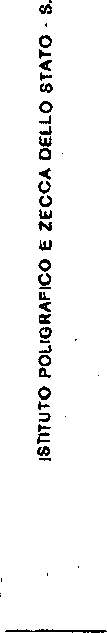 ISTITUTO POLIGRAFICO E ZECCA DELLO STATO - S.